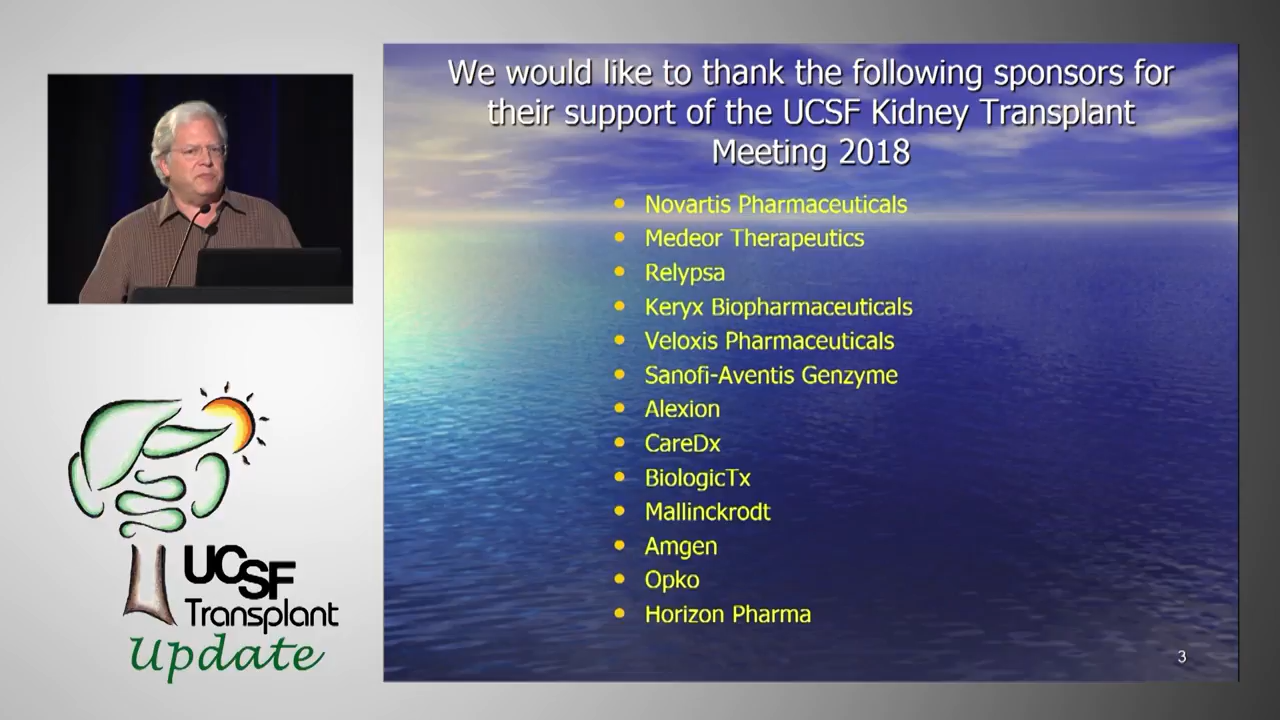 We would like to thank the following sponsors for
their support of the UCSF Kidney Transplant
Meeting 2018
• Novartis Pharmaceuticals
• Medeor Therapeutics
• Relypsa
• Keryx Biopharmaceuticals
• Veloxis Pharmaceuticals
• Sanofi-Aventis Genzyme
• Alexion
• CareDx
• BiologicTx
• Mallinckrodt
• Amgen
• Opko
• Horizon Pharma
3
UCSF
Transplant
Update